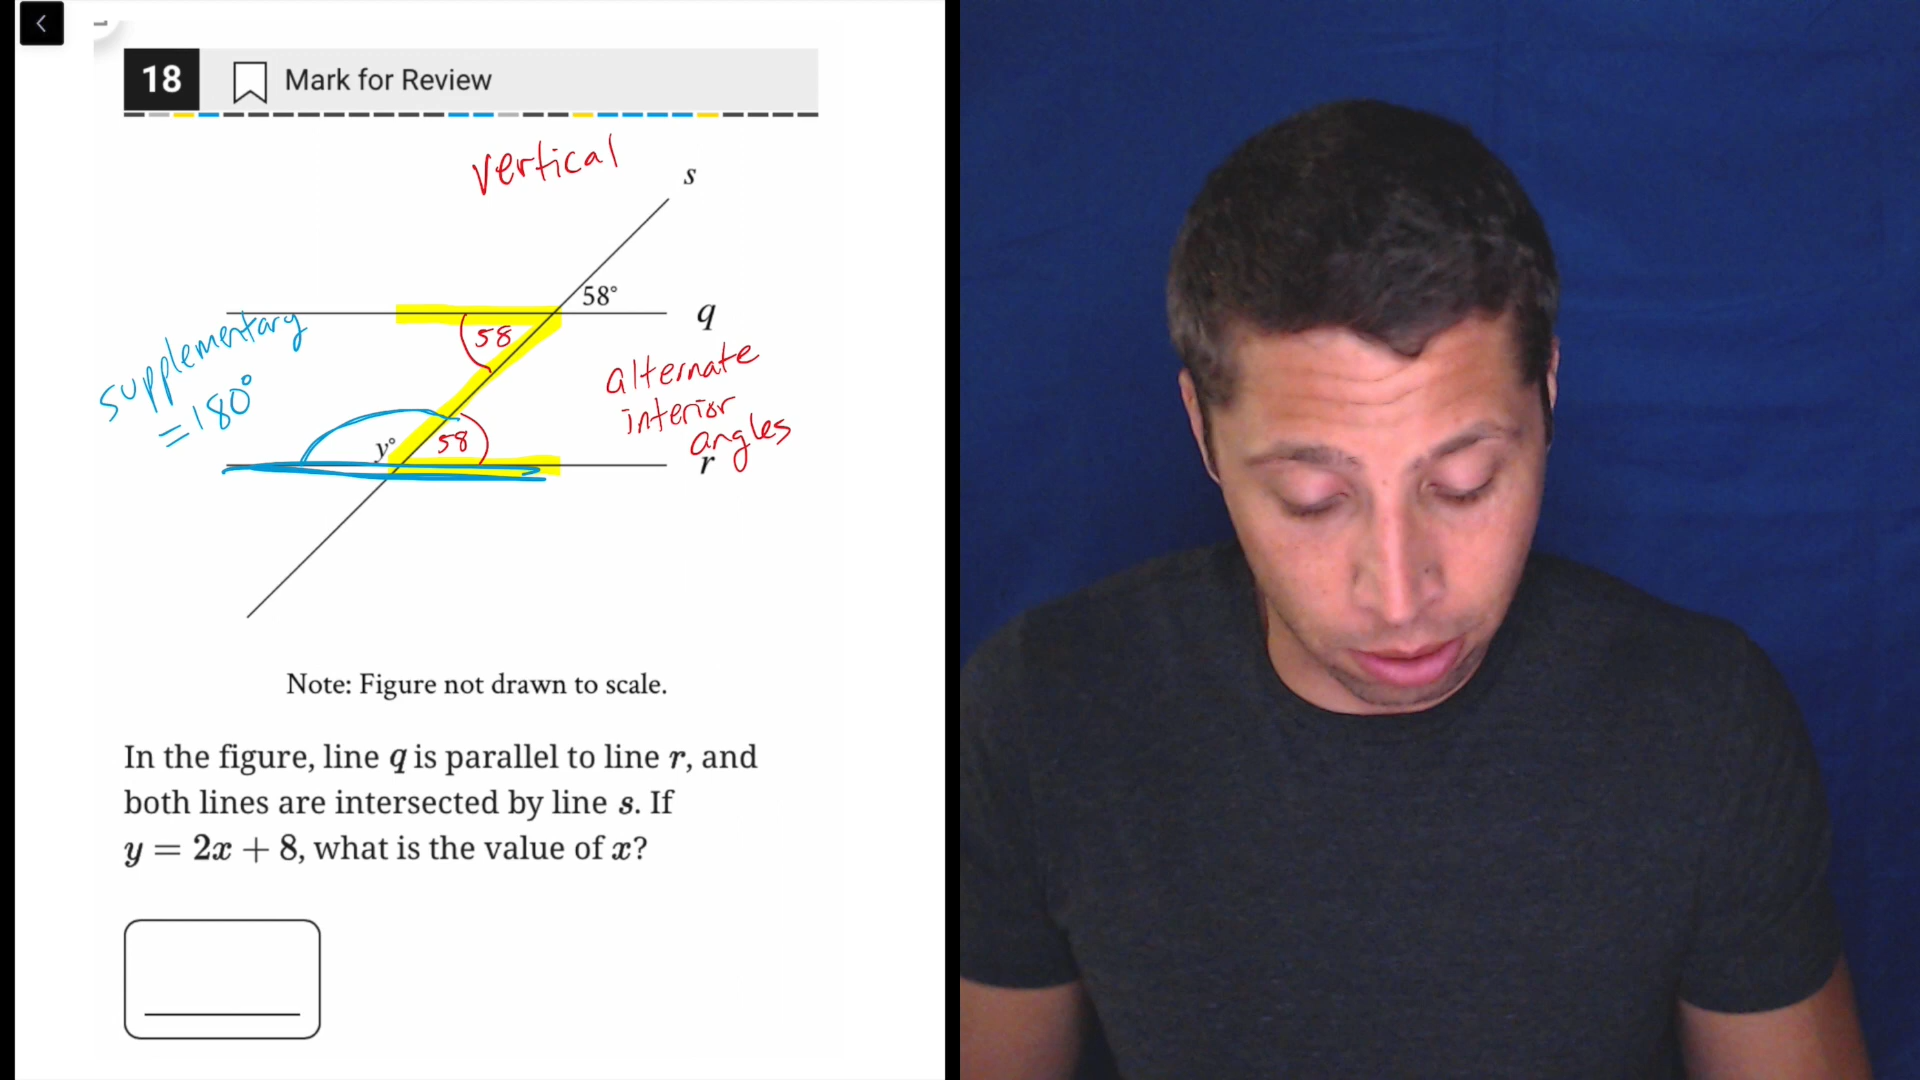 18 Mark for Review
vertical
s
58°
q
58
supplementary
= 180°
alternate
interior
angles
y°
58
r
Note: Figure not drawn to scale.
In the figure, line q is parallel to line r, and
both lines are intersected by line s. If
y = 2x + 8, what is the value of x?